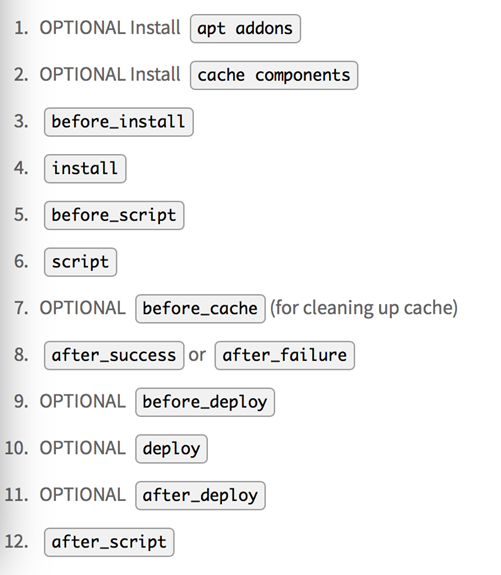 1. OPTIONAL Install apt addons
2. OPTIONAL Install cache components
3. before_install
4. install
5. before_script
6. script
7. OPTIONAL before_cache (for cleaning up cache)
8. after_success or after_failure
9. OPTIONAL before_deploy
10. OPTIONAL deploy
11. OPTIONAL after_deploy
12. after_script